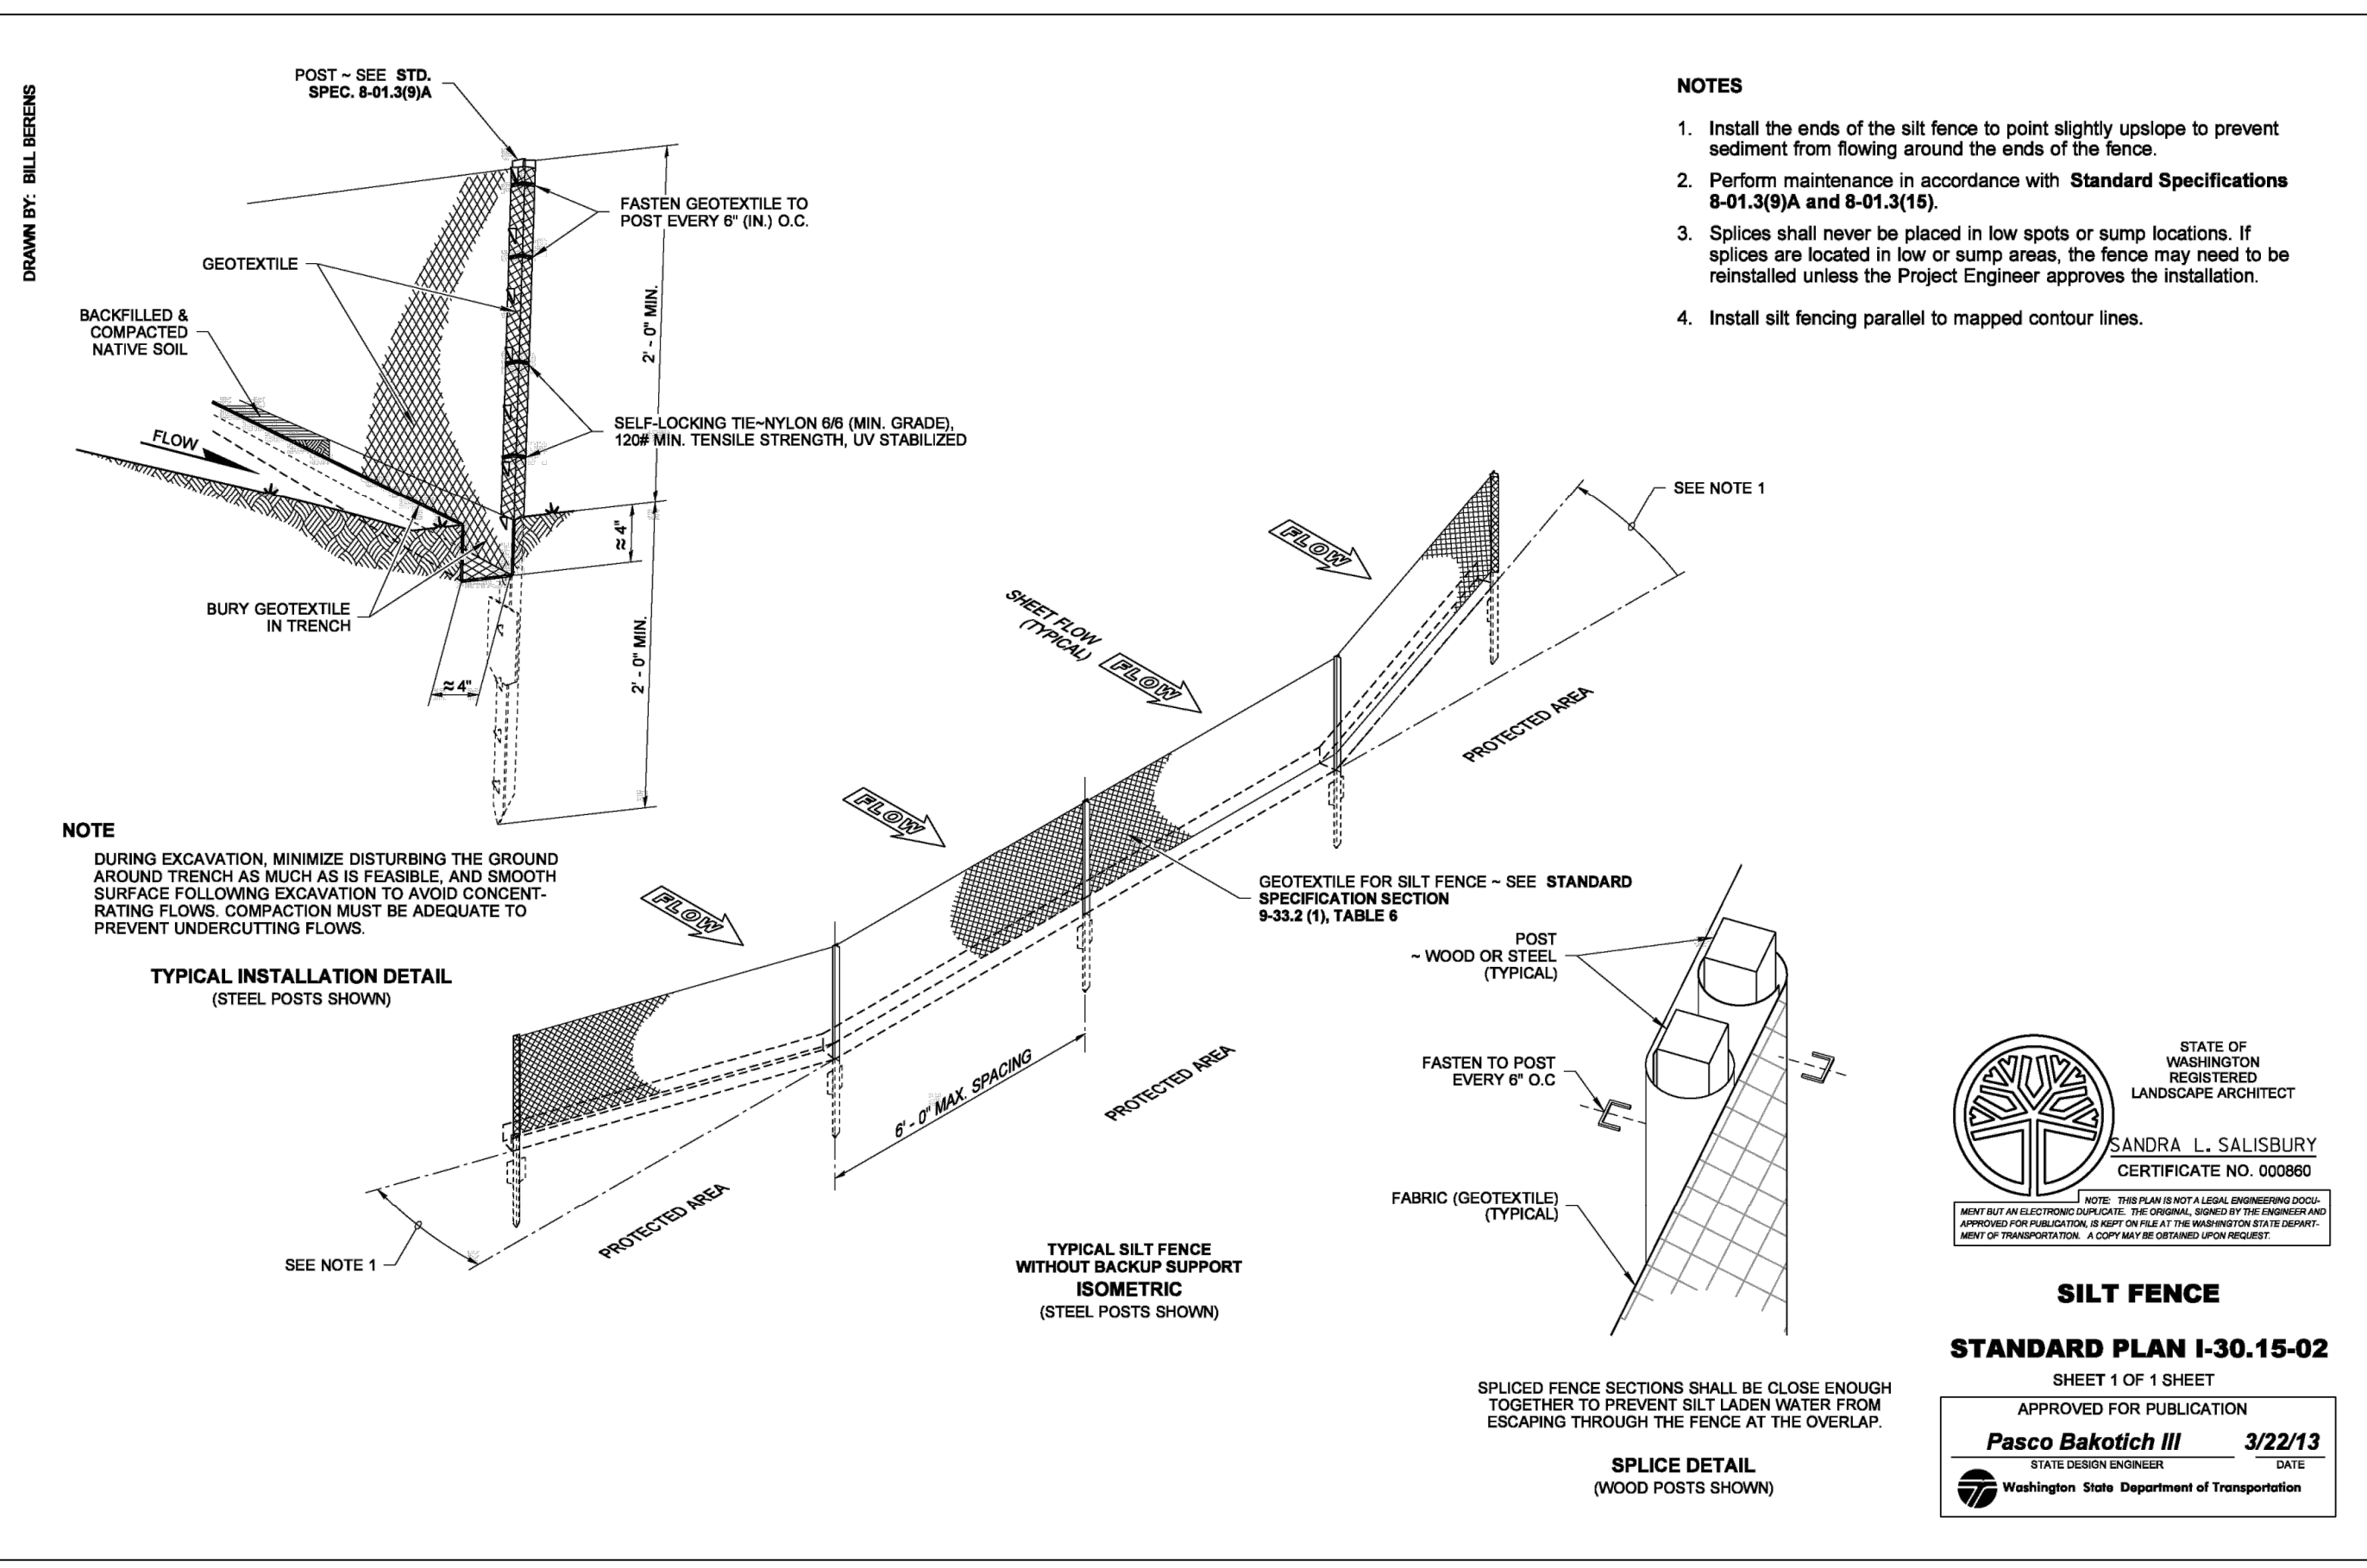 DRAWN BY: BILL BERENS
POST ~ SEE STD.
SPEC. 8-01.3(9)A
FASTEN GEOTEXTILE TO
POST EVERY 6" (IN.) O.C.
GEOTEXTILE
BACKFILLED &
COMPACTED
NATIVE SOIL
FLOW
2' - 0" MIN.
SELF-LOCKING TIE~NYLON 6/6 (MIN. GRADE),
120# MIN. TENSILE STRENGTH, UV STABILIZED
≈ 4"
BURY GEOTEXTILE
IN TRENCH
≈ 4"
2' - 0" MIN.
NOTE
DURING EXCAVATION, MINIMIZE DISTURBING THE GROUND
AROUND TRENCH AS MUCH AS IS FEASIBLE, AND SMOOTH
SURFACE FOLLOWING EXCAVATION TO AVOID CONCENT-
RATING FLOWS. COMPACTION MUST BE ADEQUATE TO
PREVENT UNDERCUTTING FLOWS.
TYPICAL INSTALLATION DETAIL
(STEEL POSTS SHOWN)
NOTES
1. Install the ends of the silt fence to point slightly upslope to prevent
sediment from flowing around the ends of the fence.
2. Perform maintenance in accordance with Standard Specifications
8-01.3(9)A and 8-01.3(15).
3. Splices shall never be placed in low spots or sump locations. If
splices are located in low or sump areas, the fence may need to be
reinstalled unless the Project Engineer approves the installation.
4. Install silt fencing parallel to mapped contour lines.
SEE NOTE 1
FLOW
SHEET FLOW
(TYPICAL)
FLOW
PROTECTED AREA
FLOW
FLOW
GEOTEXTILE FOR SILT FENCE ~ SEE STANDARD
SPECIFICATION SECTION
9-33.2 (1), TABLE 6
6' - 0" MAX. SPACING
PROTECTED AREA
PROTECTED AREA
SEE NOTE 1
TYPICAL SILT FENCE
WITHOUT BACKUP SUPPORT
ISOMETRIC
(STEEL POSTS SHOWN)
POST
~ WOOD OR STEEL
(TYPICAL)
FASTEN TO POST
EVERY 6" O.C
FABRIC (GEOTEXTILE)
(TYPICAL)
SPLICED FENCE SECTIONS SHALL BE CLOSE ENOUGH
TOGETHER TO PREVENT SILT LADEN WATER FROM
ESCAPING THROUGH THE FENCE AT THE OVERLAP.
SPLICE DETAIL
(WOOD POSTS SHOWN)
STATE OF
WASHINGTON
REGISTERED
LANDSCAPE ARCHITECT
SANDRA L. SALISBURY
CERTIFICATE NO. 000860
NOTE: THIS PLAN IS NOT A LEGAL ENGINEERING DOCU-
MENT BUT AN ELECTRONIC DUPLICATE. THE ORIGINAL, SIGNED BY THE ENGINEER AND
APPROVED FOR PUBLICATION, IS KEPT ON FILE AT THE WASHINGTON STATE DEPART-
MENT OF TRANSPORTATION. A COPY MAY BE OBTAINED UPON REQUEST.
SILT FENCE
STANDARD PLAN I-30.15-02
SHEET 1 OF 1 SHEET
APPROVED FOR PUBLICATION
Pasco Bakotich III 3/22/13
STATE DESIGN ENGINEER DATE
Washington State Department of Transportation